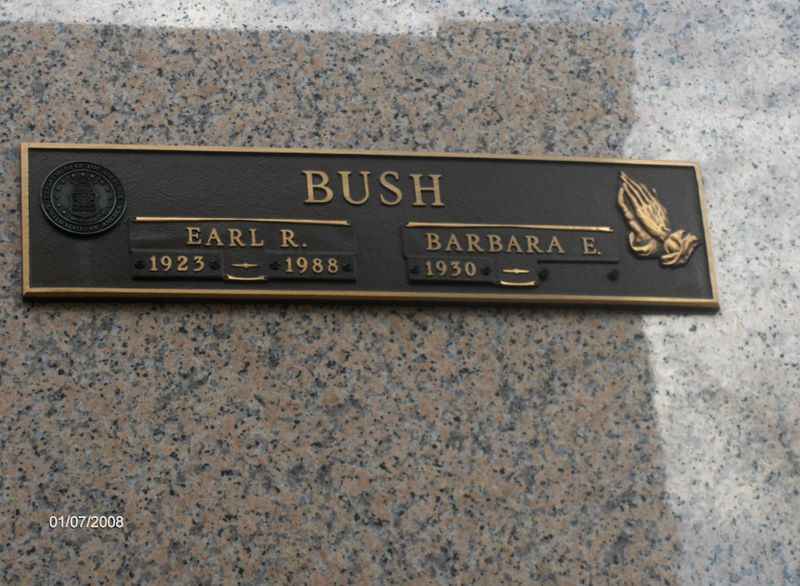 BUSH
EARL R.
1923 1988
BARBARA E.
1930
01/07/2008